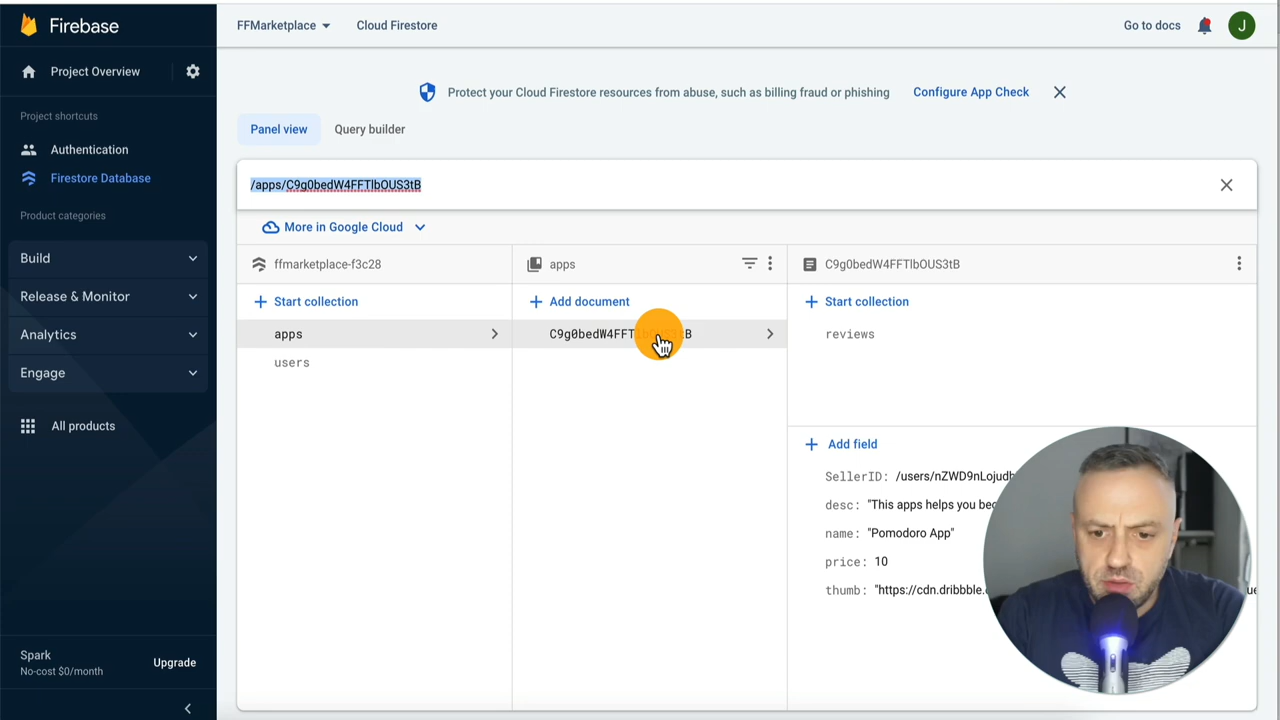 Firebase
FFMarketplace
Cloud Firestore
Go to docs
J
Project Overview
Project shortcuts
Authentication
Firestore Database
Product categories
Build
Release & Monitor
Analytics
Engage
All products
Spark
No-cost $0/month
Upgrade
Protect your Cloud Firestore resources from abuse, such as billing fraud or phishing
Configure App Check
Panel view
Query builder
/apps/C9g0bedW4FFTlbOUS3tB
More in Google Cloud
ffmarketplace-f3c28
apps
C9g0bedW4FFTlbOUS3tB
Start collection
Add document
Start collection
apps
C9g0bedW4FFTlbOUS3tB
reviews
users
Add field
SellerID: /users/nZWD9nLojudh
desc: "This apps helps you bec
name: "Pomodoro App"
price: 10
thumb: "https://cdn.dribbble.